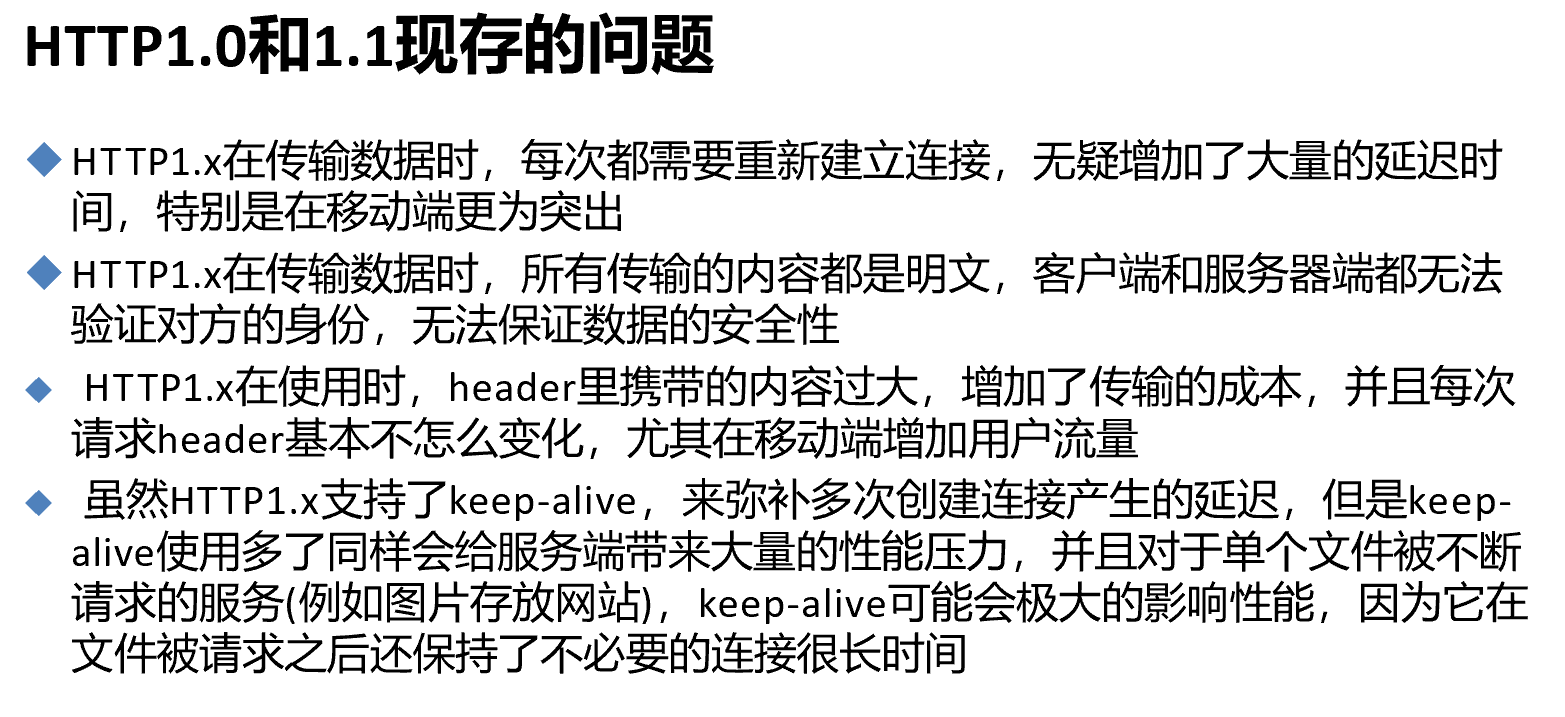 HTTP1.0和1.1现存的问题
HTTP1.x在传输数据时，每次都需要重新建立连接，无疑增加了大量的延迟时
间，特别是在移动端更为突出
HTTP1.x在传输数据时，所有传输的内容都是明文，客户端和服务器端都无法
验证对方的身份，无法保证数据的安全性
HTTP1.x在使用时，header里携带的内容过大，增加了传输的成本，并且每次
请求header基本不怎么变化，尤其在移动端增加用户流量
虽然HTTP1.x支持了keep-alive，来弥补多次创建连接产生的延迟，但是keep-
alive使用多了同样会给服务端带来大量的性能压力，并且对于单个文件被不断
请求的服务(例如图片存放网站)，keep-alive可能会极大的影响性能，因为它在
文件被请求之后还保持了不必要的连接很长时间